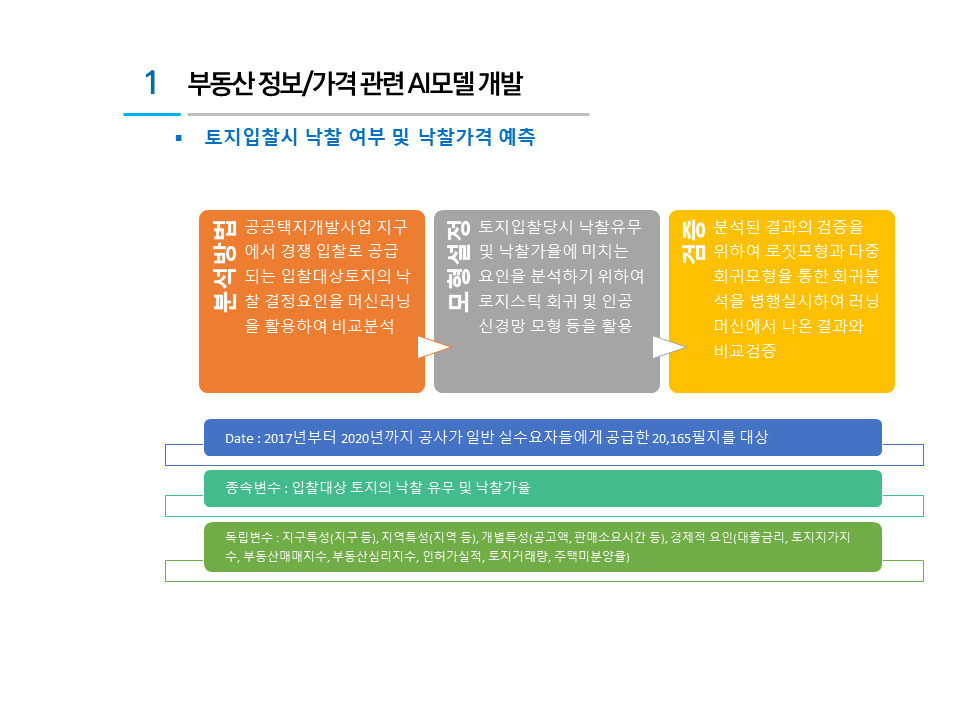 1 부동산 정보/가격 관련 AI모델 개발
▪ 토지입찰시 낙찰 여부 및 낙찰가격 예측
분석방법
공공택지개발사업 지구
에서 경쟁 입찰로 공급
되는 입찰대상토지의 낙
찰 결정요인을 머신러닝
을 활용하여 비교분석
모형설정
토지입찰당시 낙찰유무
및 낙찰가율에 미치는
요인을 분석하기 위하여
로지스틱 회귀 및 인공
신경망 모형 등을 활용
검증
분석된 결과의 검증을
위하여 로짓모형과 다중
회귀모형을 통한 회귀분
석을 병행실시하여 러닝
머신에서 나온 결과와
비교검증
Date : 2017년부터 2020년까지 공사가 일반 실수요자들에게 공급한 20,165필지를 대상
종속변수 : 입찰대상 토지의 낙찰 유무 및 낙찰가율
독립변수 : 지구특성(지구 등), 지역특성(지역 등), 개별특성(공고액, 판매소요시간 등), 경제적 요인(대출금리, 토지지가지
수, 부동산매매지수, 부동산심리지수, 인허가실적, 토지거래량, 주택미분양률)